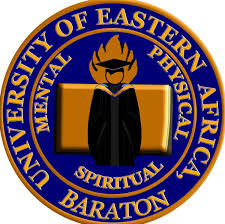 UNIVERSITY OF EASTERN AFRICA,
BARATON
MENTAL
PHYSICAL
SPIRITUAL